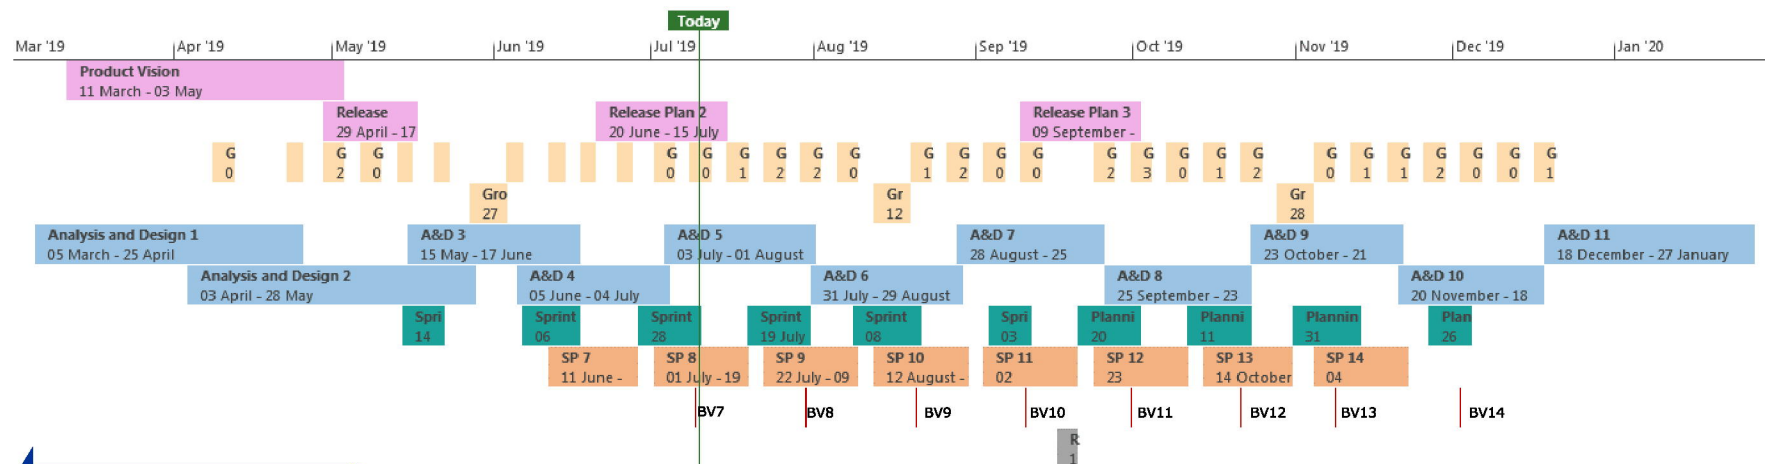 Today
Mar '19 Apr '19 May '19 Jun '19 Jul '19 Aug '19 Sep '19 Oct '19 Nov '19 Dec '19 Jan '20
Product Vision
11 March - 03 May
Release Release Plan 2 Release Plan 3
29 April - 17 20 June - 15 July 09 September -
G G G G G G G G G G G G G G G G G G G G G G G G G G
0 2 0 0 0 1 2 2 0 1 2 0 0 2 3 0 1 2 0 1 1 2 0 0 1
Gro Gr Gr
27 12 28
Analysis and Design 1 A&D 3 A&D 5 A&D 7 A&D 9 A&D 11
05 March - 25 April 15 May - 17 June 03 July - 01 August 28 August - 25 23 October - 21 18 December - 27 January
Analysis and Design 2 A&D 4 A&D 6 A&D 8 A&D 10
03 April - 28 May 05 June - 04 July 31 July - 29 August 25 September - 23 20 November - 18
Spri Sprint Sprint Sprint Sprint Spri Planni Planni Plannin Plan
14 06 28 19 July 08 03 20 11 31 26
SP 7 SP 8 SP 9 SP 10 SP 11 SP 12 SP 13 SP 14
11 June - 01 July - 19 22 July - 09 12 August - 02 23 14 October 04
BV7 BV8 BV9 BV10 BV11 BV12 BV13 BV14
R
1